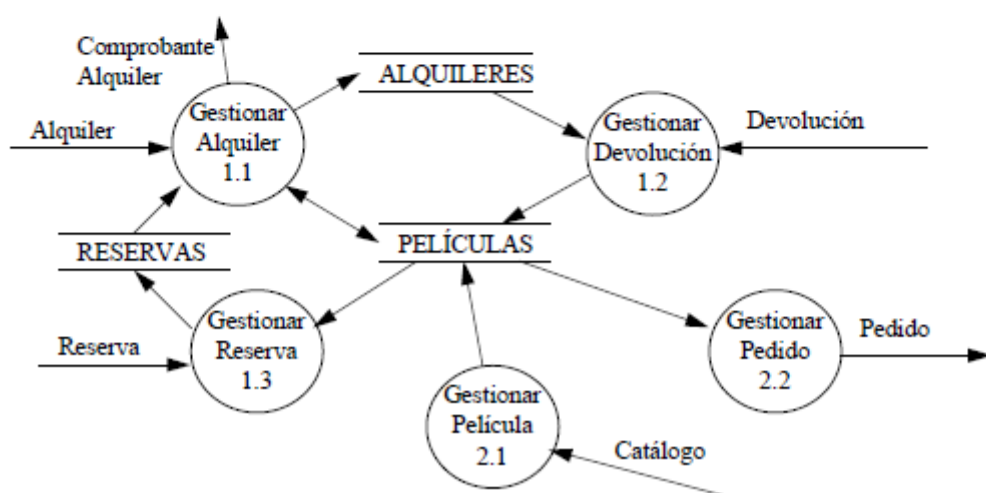 Comprobante
Alquiler
ALQUILERES
Gestionar
Alquiler
1.1
Gestionar
Devolución
1.2
Alquiler
Devolución
RESERVAS
PELÍCULAS
Gestionar
Reserva
1.3
Reserva
Gestionar
Pedido
2.2
Pedido
Gestionar
Película
2.1
Catálogo